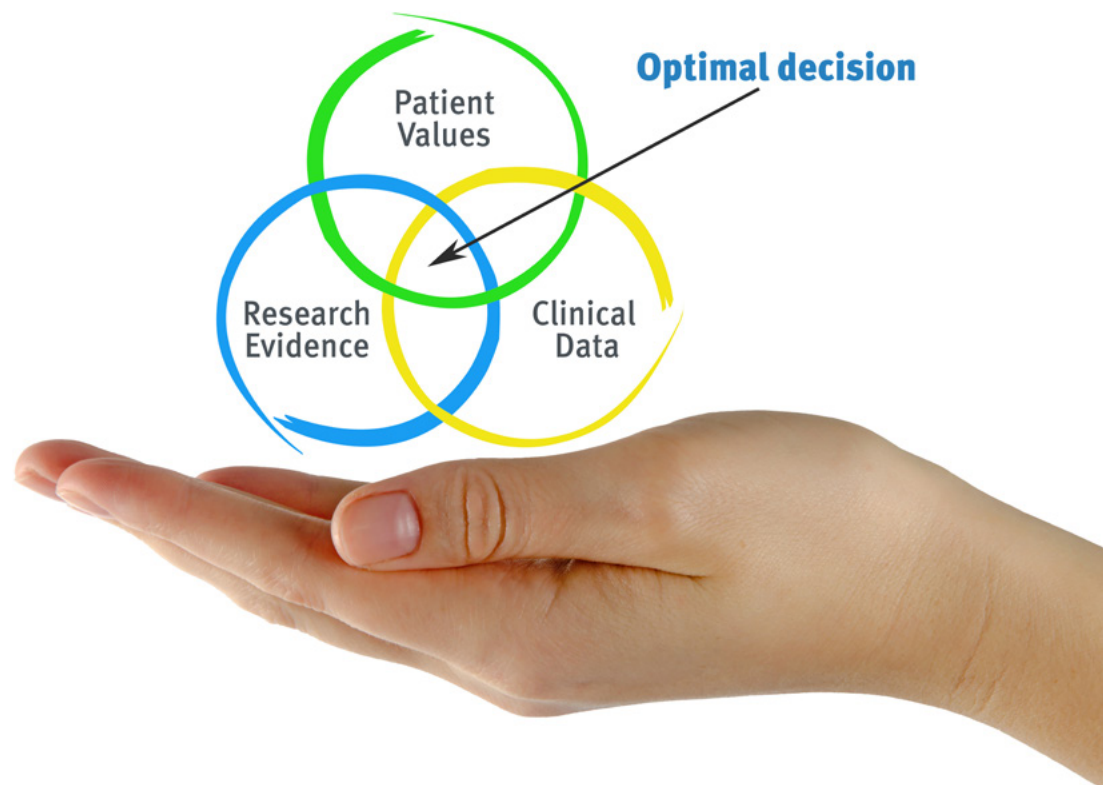 Optimal decision
Patient
Values
Research
Evidence
Clinical
Data